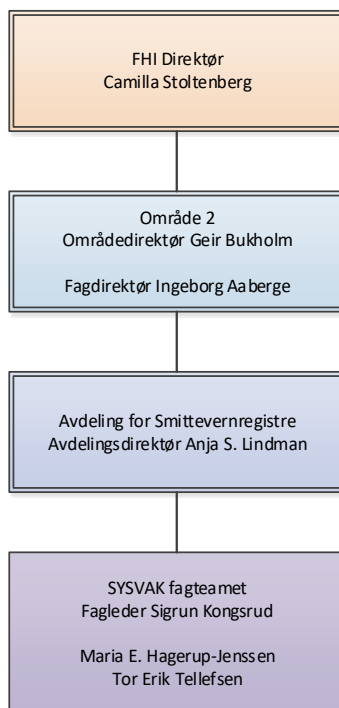 FHI Direktør
Camilla Stoltenberg
Område 2
Områdedirektør Geir Bukholm
Fagdirektør Ingeborg Aaberge
Avdeling for Smittevernregistre
Avdelingsdirektør Anja S. Lindman
SYSVAK fagteamet
Fagleder Sigrun Kongsrud
Maria E. Hagerup-Jenssen
Tor Erik Tellefsen